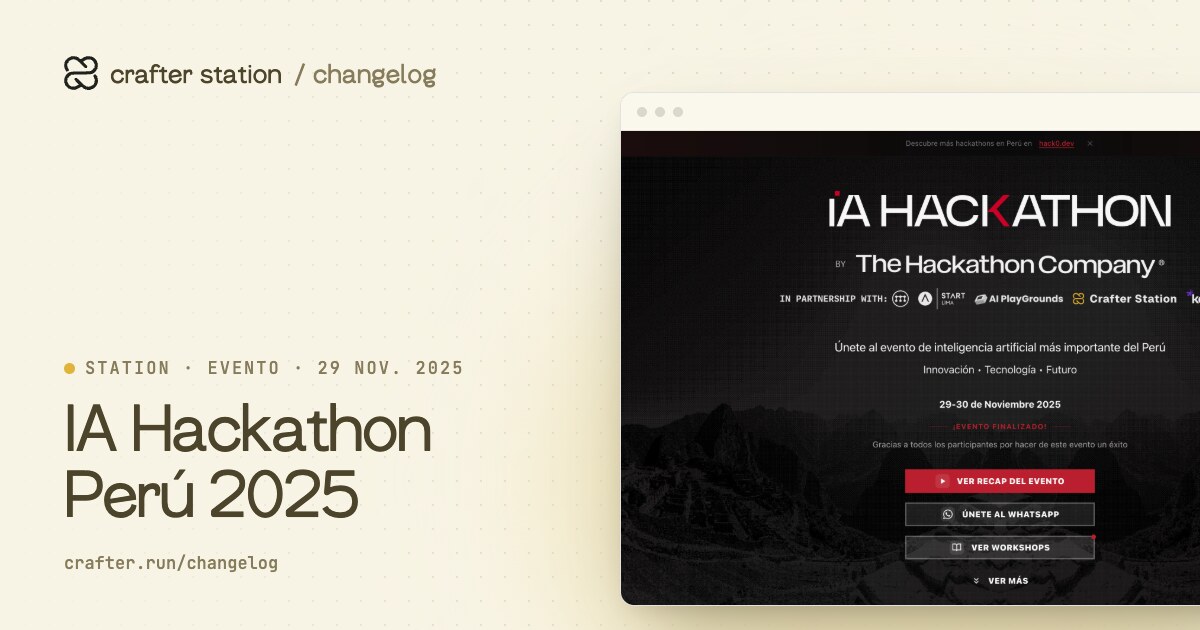 crafter station / changelog
STATION · EVENTO · 29 NOV. 2025
IA Hackathon
Perú 2025
crafter.run/changelog
Descubre más hackathons en Perú en hack0.dev ×
iA HACKATHON
BY The Hackathon Company®
IN PARTNERSHIP WITH: START LIMA AI PlayGrounds Crafter Station
Únete al evento de inteligencia artificial más importante del Perú
Innovación • Tecnología • Futuro
29-30 de Noviembre 2025
¡EVENTO FINALIZADO!
Gracias a todos los participantes por hacer de este evento un éxito
VER RECAP DEL EVENTO
ÚNETE AL WHATSAPP
VER WORKSHOPS
VER MÁS